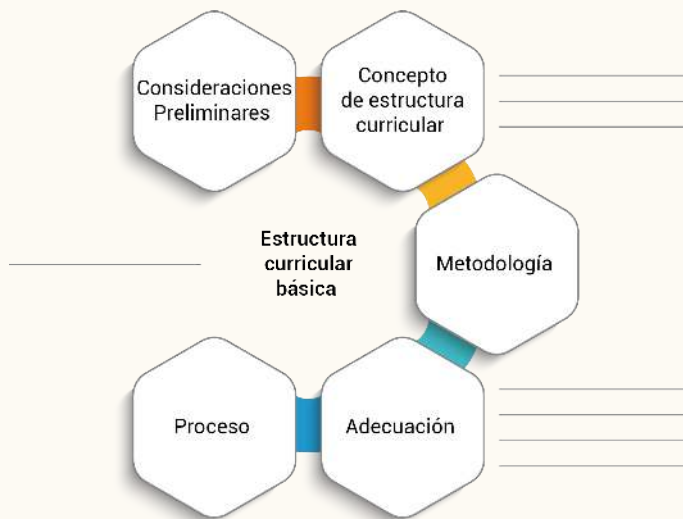 Consideraciones
Preliminares
Concepto
de estructura
curricular
Estructura
curricular
básica
Metodología
Proceso
Adecuación